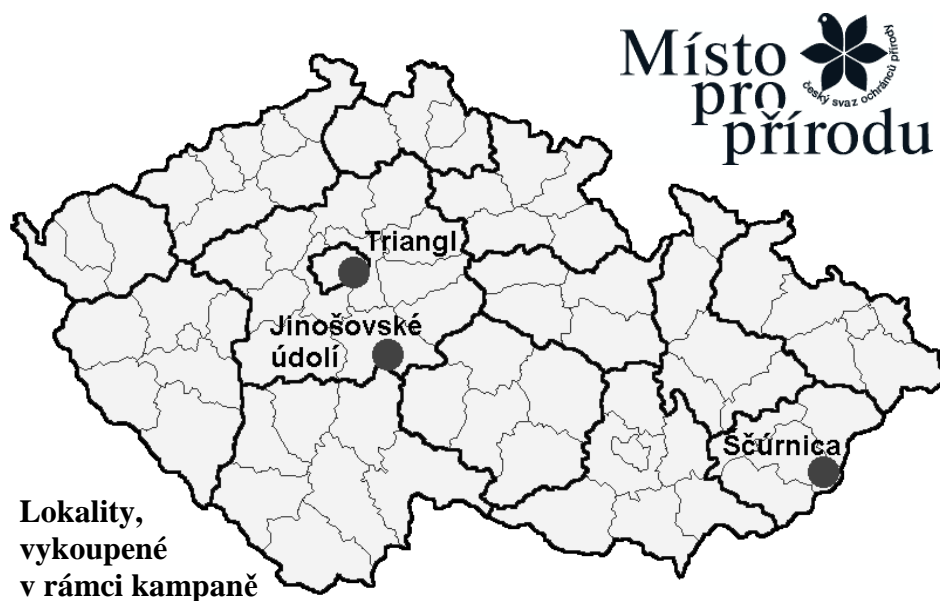 Místo
pro
přírodu
český svaz ochránců přírody
Triangl
Jinošovské
údolí
Ščúrnica
Lokality,
vykoupené
v rámci kampaně